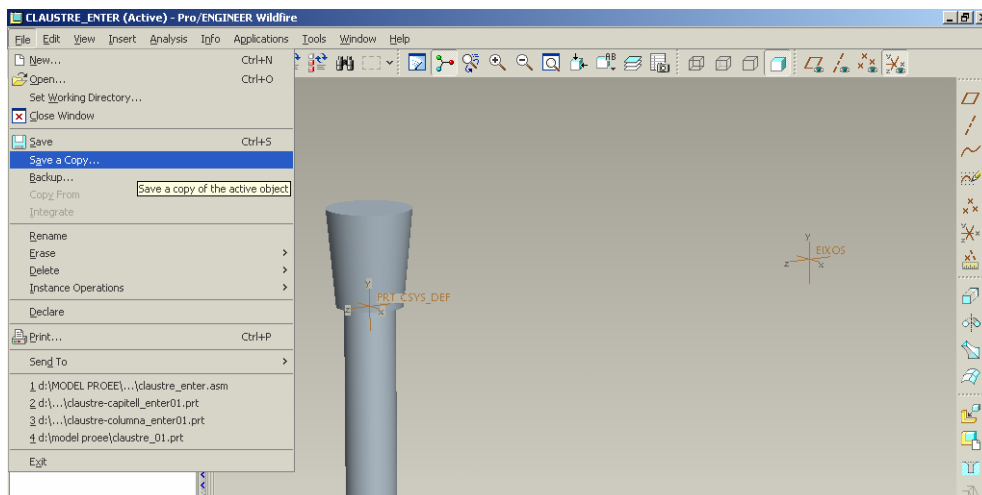 CLAUSTRE_ENTER (Active) - Pro/ENGINEER Wildfire
File Edit View Insert Analysis Info Applications Tools Window Help
New... Ctrl+N
Open... Ctrl+O
Set Working Directory...
Close Window
Save Ctrl+S
Save a Copy...
Backup...
Save a copy of the active object
Copy From
Integrate
Rename
Erase
Delete
Instance Operations
Declare
Print... Ctrl+P
Send To
1 d:\MODEL PROEE\...\claustre_enter.asm
2 d:\...\claustre-capitell_enter01.prt
3 d:\...\claustre-columna_enter01.prt
4 d:\model proee\claustre_01.prt
Exit
y
EIXOS
z
x
y
PRT_CSYS_DEF
z
x